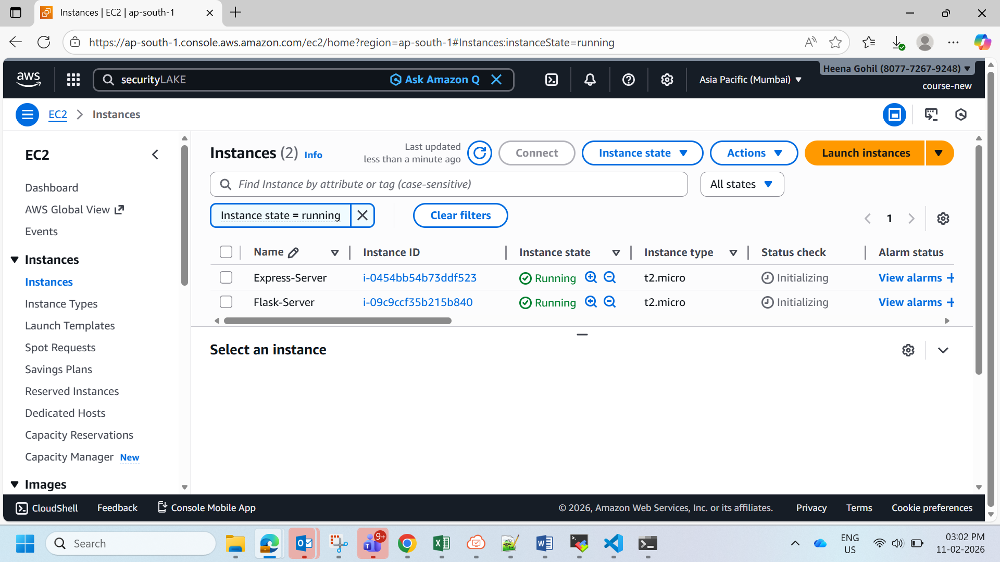 Instances | EC2 | ap-south-1
https://ap-south-1.console.aws.amazon.com/ec2/home?region=ap-south-1#Instances:instanceState=running
aws
securityLAKE
Ask Amazon Q
Asia Pacific (Mumbai)
Heena Gohil (8077-7267-9248)
course-new
EC2
Instances
EC2
Dashboard
AWS Global View
Events
Instances
Instances
Instance Types
Launch Templates
Spot Requests
Savings Plans
Reserved Instances
Dedicated Hosts
Capacity Reservations
Capacity Manager New
Images
Instances (2) Info
Last updated
less than a minute ago
Connect
Instance state
Actions
Launch instances
Find Instance by attribute or tag (case-sensitive)
All states
Instance state = running
Clear filters
1
Name Instance ID Instance state Instance type Status check Alarm status
Express-Server i-0454bb54b73ddf523 Running t2.micro Initializing View alarms +
Flask-Server i-09c9ccf35b215b840 Running t2.micro Initializing View alarms +
Select an instance
CloudShell Feedback Console Mobile App © 2026, Amazon Web Services, Inc. or its affiliates. Privacy Terms Cookie preferences
Search
9+
ENG
US
03:02 PM
11-02-2026